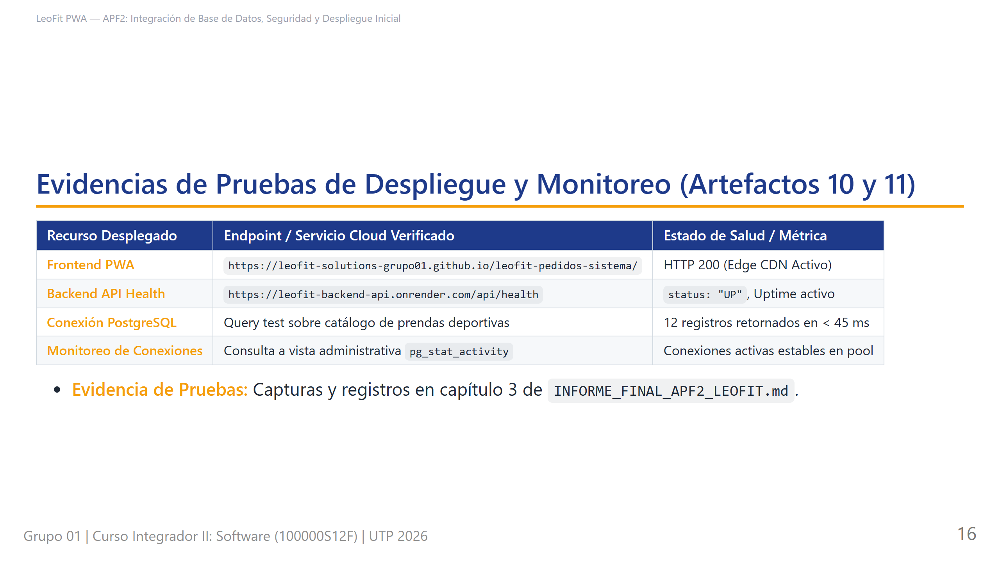 LeoFit PWA — APF2: Integración de Base de Datos, Seguridad y Despliegue Inicial
Evidencias de Pruebas de Despliegue y Monitoreo (Artefactos 10 y 11)
Recurso Desplegado Endpoint / Servicio Cloud Verificado Estado de Salud / Métrica
Frontend PWA https://leofit-solutions-grupo01.github.io/leofit-pedidos-sistema/ HTTP 200 (Edge CDN Activo)
Backend API Health https://leofit-backend-api.onrender.com/api/health status: "UP", Uptime activo
Conexión PostgreSQL Query test sobre catálogo de prendas deportivas 12 registros retornados en < 45 ms
Monitoreo de Conexiones Consulta a vista administrativa pg_stat_activity Conexiones activas estables en pool
• Evidencia de Pruebas: Capturas y registros en capítulo 3 de INFORME_FINAL_APF2_LEOFIT.md.
Grupo 01 | Curso Integrador II: Software (100000S12F) | UTP 2026
16